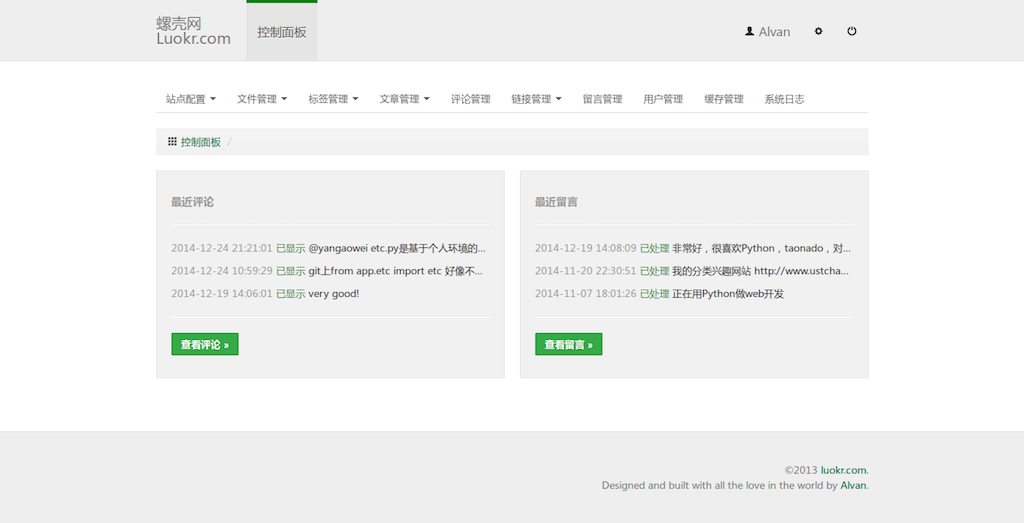 螺壳网
Luokr.com
控制面板
Alvan
站点配置 文件管理 标签管理 文章管理 评论管理 链接管理 留言管理 用户管理 缓存管理 系统日志
控制面板 /
最近评论
2014-12-24 21:21:01 已显示 @yangaowei etc.py是基于个人环境的...
2014-12-24 10:59:29 已显示 git上from app.etc import etc 好像不...
2014-12-19 14:06:01 已显示 very good!
查看评论 »
最近留言
2014-12-19 14:08:09 已处理 非常好，很喜欢Python，taonado，对...
2014-11-20 22:30:51 已处理 我的分类兴趣网站 http://www.ustcha...
2014-11-07 18:01:26 已处理 正在用Python做web开发
查看留言 »
©2013 luokr.com.
Designed and built with all the love in the world by Alvan.